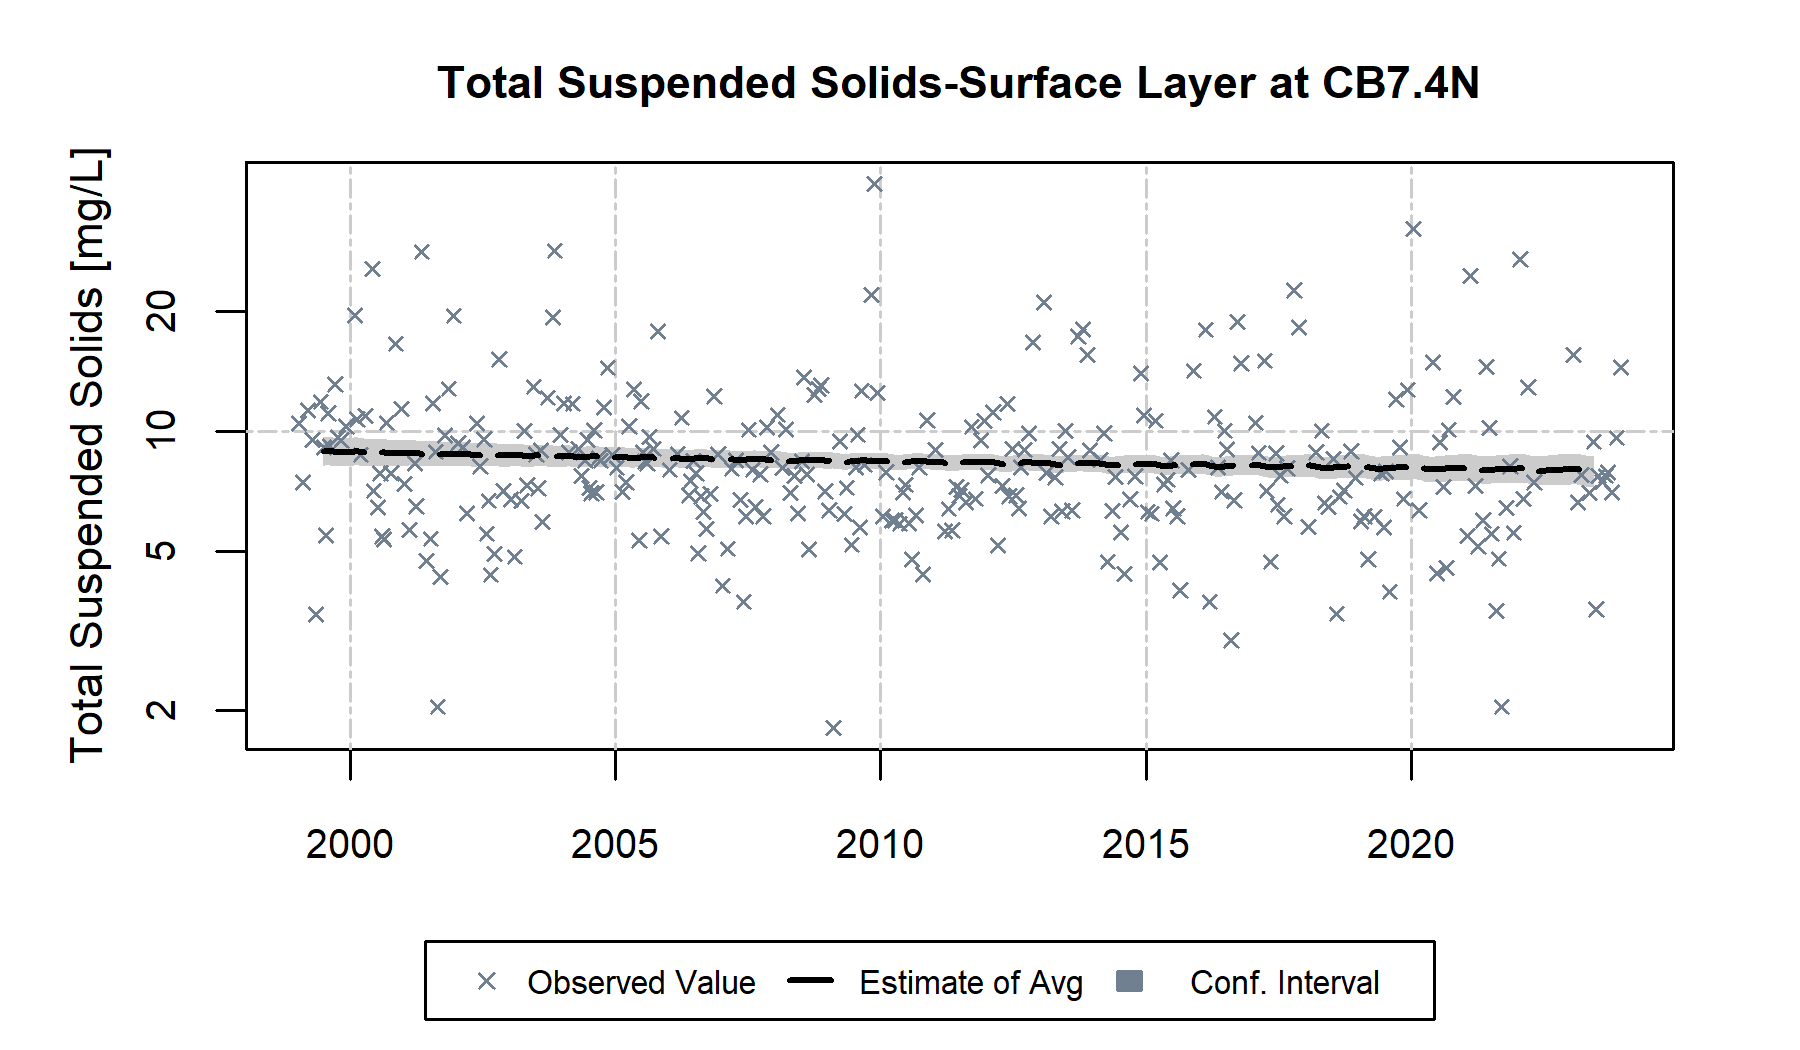 Total Suspended Solids-Surface Layer at CB7.4N
Total Suspended Solids [mg/L]
20
10
5
2
2000 2005 2010 2015 2020
Observed Value Estimate of Avg Conf. Interval